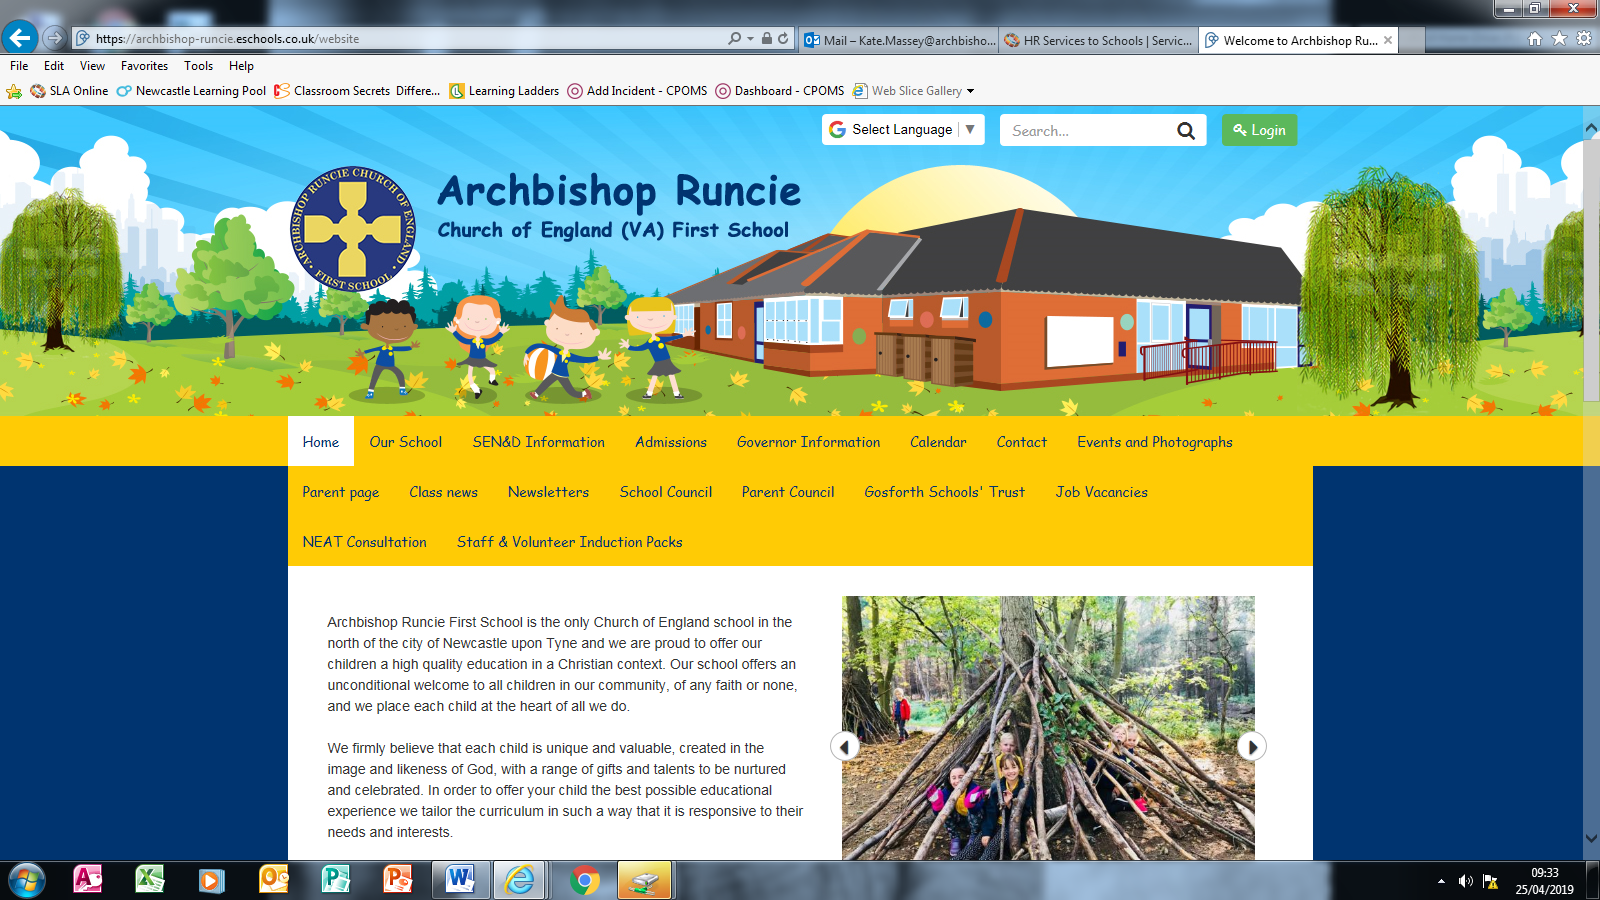 https://archbishop-runcie.eschools.co.uk/website
Mail – Kate.Massey@archbisho...
HR Services to Schools | Servic...
Welcome to Archbishop Ru...
File Edit View Favorites Tools Help
SLA Online Newcastle Learning Pool Classroom Secrets Differe... Learning Ladders Add Incident - CPOMS Dashboard - CPOMS Web Slice Gallery
Select Language
Search...
Login
ARCHBISHOP RUNCIE CHURCH OF ENGLAND
FIRST SCHOOL
Archbishop Runcie
Church of England (VA) First School
Home Our School SEN&D Information Admissions Governor Information Calendar Contact Events and Photographs
Parent page Class news Newsletters School Council Parent Council Gosforth Schools' Trust Job Vacancies
NEAT Consultation Staff & Volunteer Induction Packs
Archbishop Runcie First School is the only Church of England school in the
north of the city of Newcastle upon Tyne and we are proud to offer our
children a high quality education in a Christian context. Our school offers an
unconditional welcome to all children in our community, of any faith or none,
and we place each child at the heart of all we do.
We firmly believe that each child is unique and valuable, created in the
image and likeness of God, with a range of gifts and talents to be nurtured
and celebrated. In order to offer your child the best possible educational
experience we tailor the curriculum in such a way that it is responsive to their
needs and interests.
09:33
25/04/2019